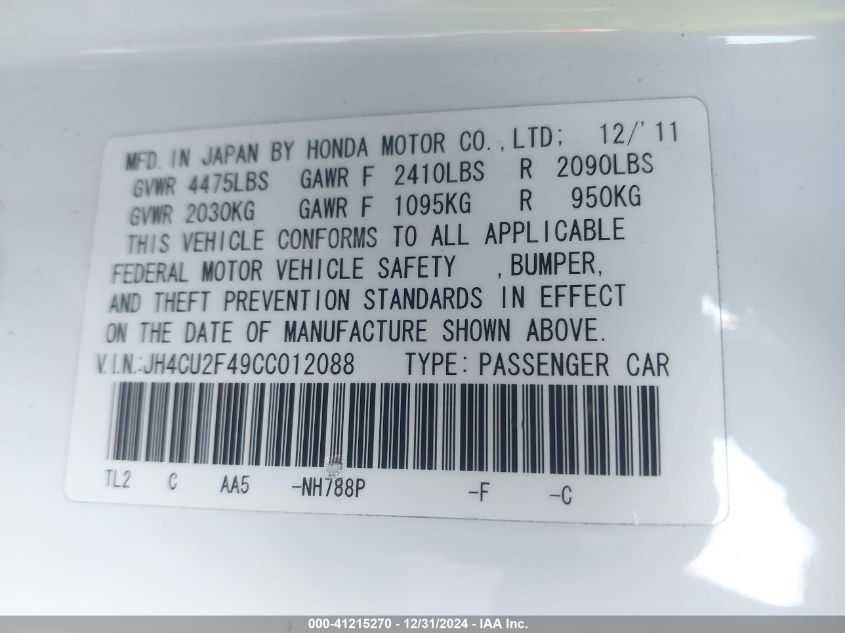 MFD. IN JAPAN BY HONDA MOTOR CO.,LTD; 12/'11
GVWR 4475LBS GAWR F 2410LBS R 2090LBS
GVWR 2030KG GAWR F 1095KG R 950KG
THIS VEHICLE CONFORMS TO ALL APPLICABLE
FEDERAL MOTOR VEHICLE SAFETY ,BUMPER,
AND THEFT PREVENTION STANDARDS IN EFFECT
ON THE DATE OF MANUFACTURE SHOWN ABOVE.
V.I.N.:JH4CU2F49CC012088 TYPE: PASSENGER CAR
TL2 C AA5 -NH788P -F -C
000-41215270 - 12/31/2024 - IAA Inc.